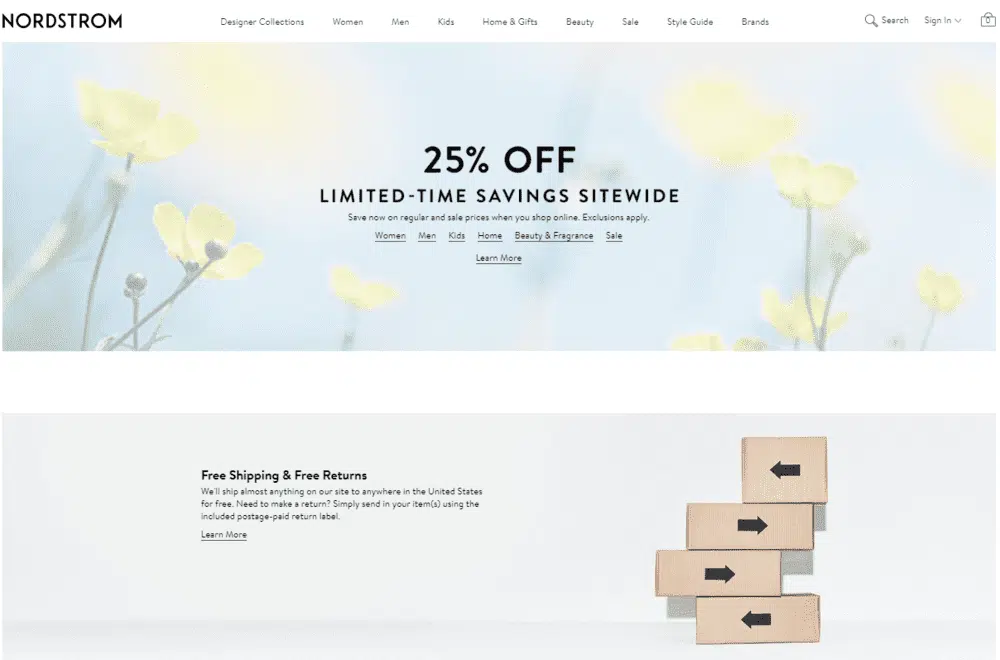 NORDSTROM
Designer Collections Women Men Kids Home & Gifts Beauty Sale Style Guide Brands
Search Sign In 0
25% OFF
LIMITED-TIME SAVINGS SITEWIDE
Save now on regular and sale prices when you shop online. Exclusions apply.
Women Men Kids Home Beauty & Fragrance Sale
Learn More
Free Shipping & Free Returns
We'll ship almost anything on our site to anywhere in the United States
for free. Need to make a return? Simply send in your item(s) using the
included postage-paid return label.
Learn More